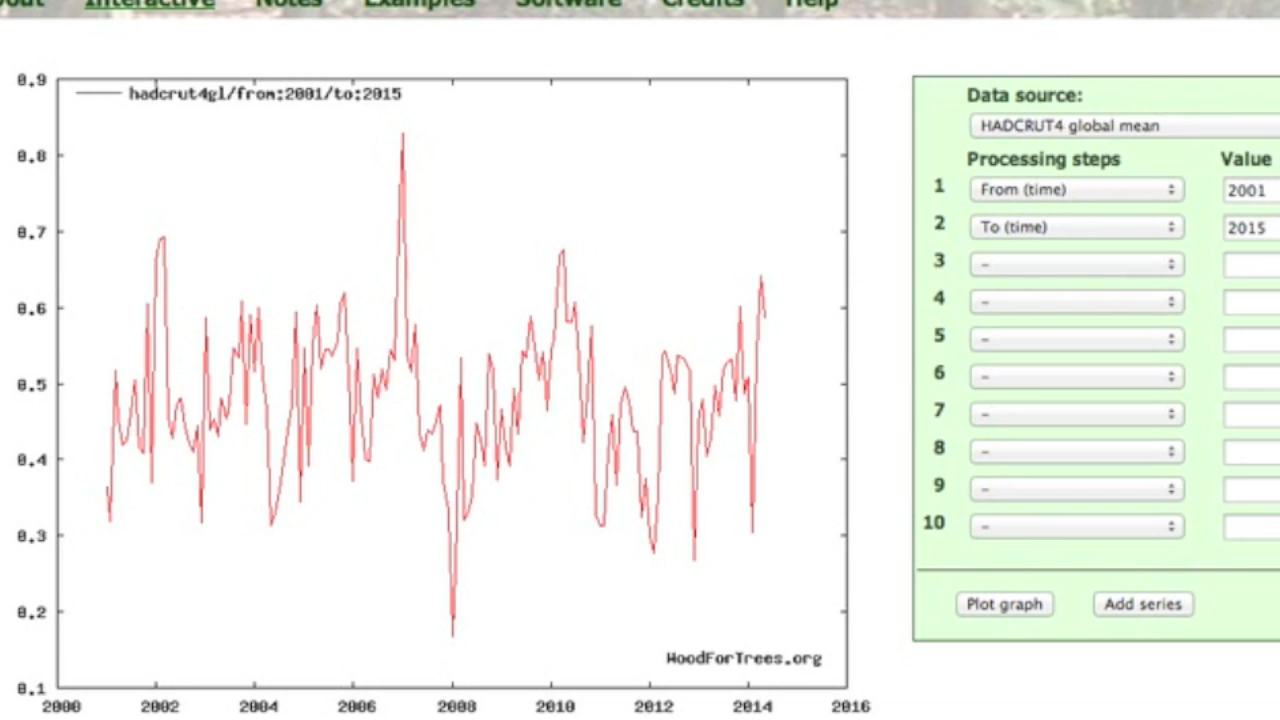 out Interactive Notes Examples Software Credits Help
0.9
hadcrut4gl/from:2001/to:2015
0.8
0.7
0.6
0.5
0.4
0.3
0.2
WoodForTrees.org
0.1
2000 2002 2004 2006 2008 2010 2012 2014 2016
Data source:
HADCRUT4 global mean
Processing steps Value
1 From (time) 2001
2 To (time) 2015
3 -
4 -
5 -
6 -
7 -
8 -
9 -
10 -
Plot graph Add series